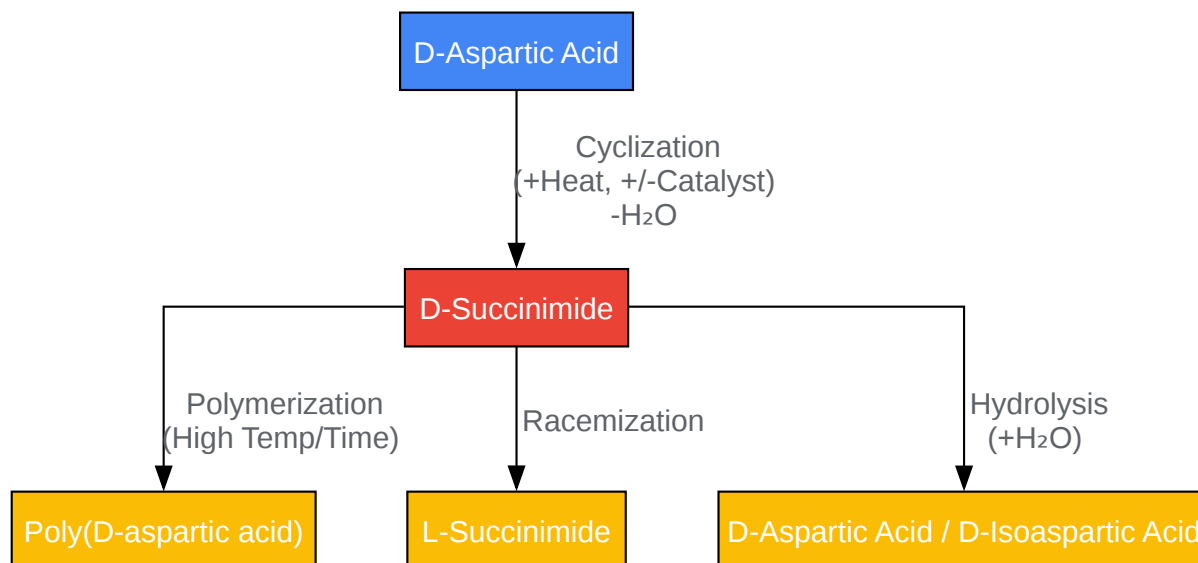 D-Aspartic Acid
Cyclization
(+Heat, +/-Catalyst)
-H₂O
D-Succinimide
Polymerization
(High Temp/Time)
Racemization
Hydrolysis
(+H₂O)
Poly(D-aspartic acid)
L-Succinimide
D-Aspartic Acid / D-Isoaspartic Acid